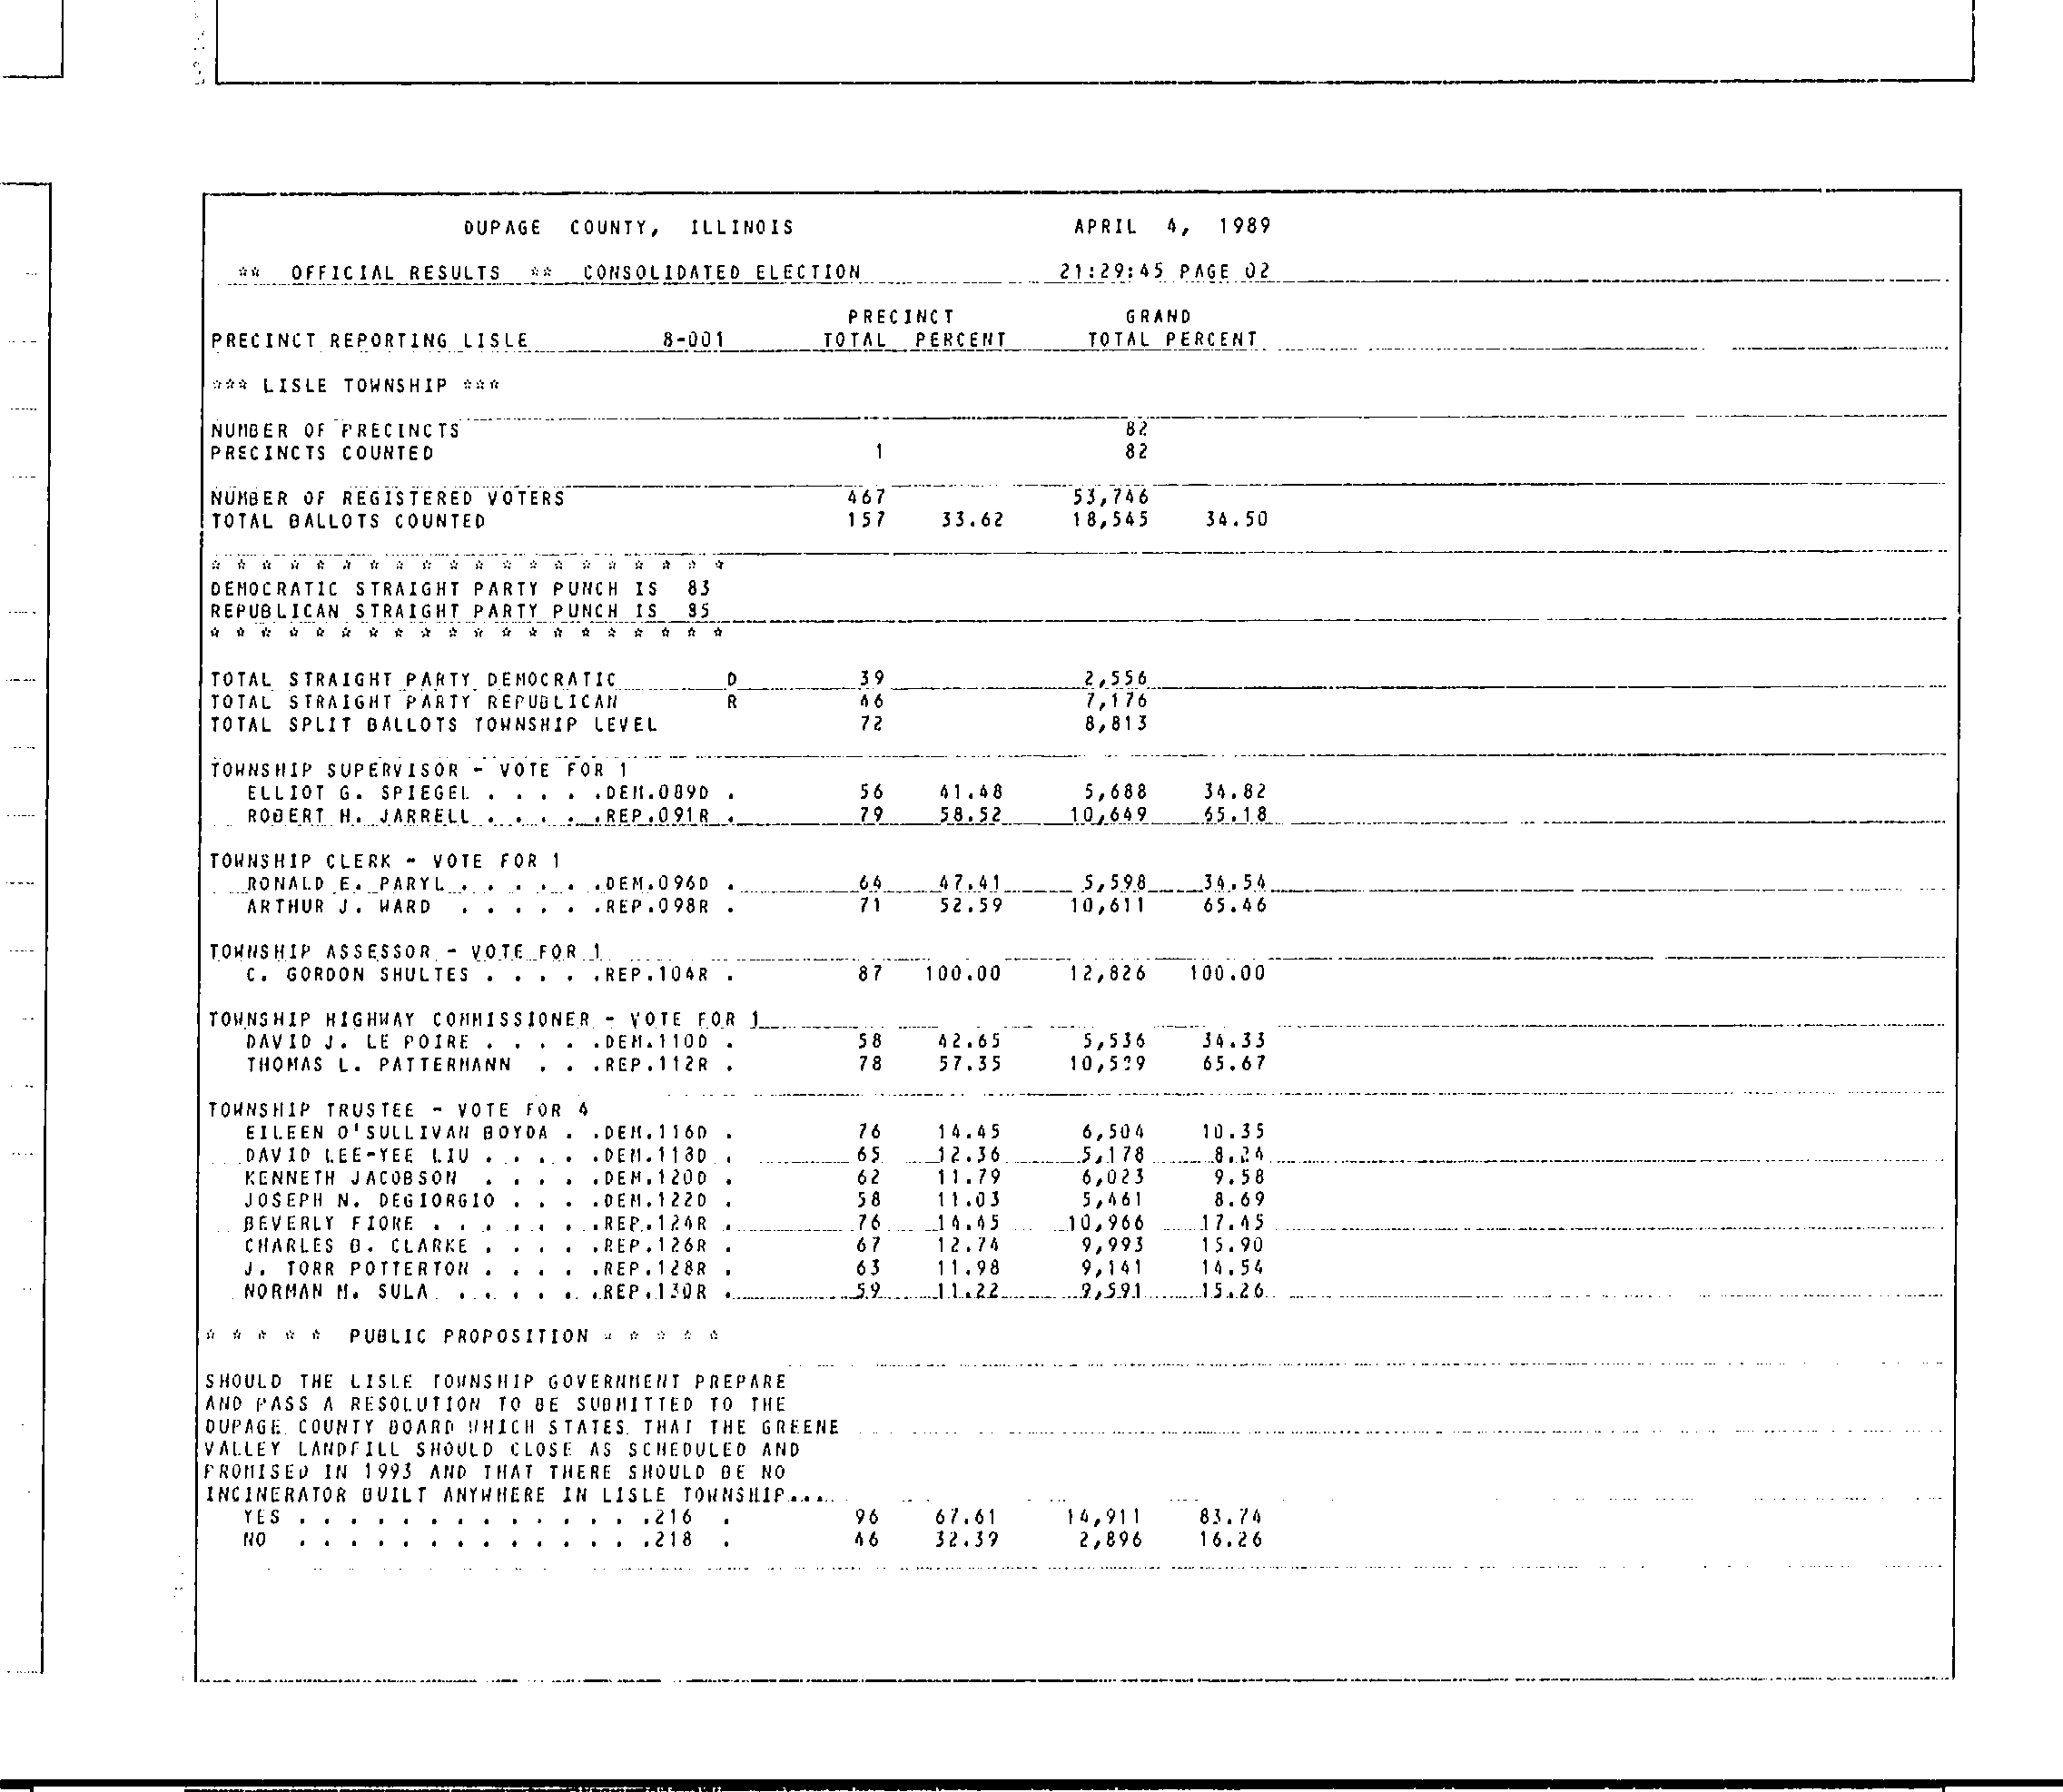 DUPAGE COUNTY, ILLINOIS APRIL 4, 1989
** OFFICIAL RESULTS ** CONSOLIDATED ELECTION 21:29:45 PAGE 02
PRECINCT GRAND
PRECINCT REPORTING LISLE 8-001 TOTAL PERCENT TOTAL PERCENT
*** LISLE TOWNSHIP ***
NUMBER OF PRECINCTS 82
PRECINCTS COUNTED 1 82
NUMBER OF REGISTERED VOTERS 467 53,746
TOTAL BALLOTS COUNTED 157 33.62 18,545 34.50
* * * * * * * * * * * * * * * * * * * *
DEMOCRATIC STRAIGHT PARTY PUNCH IS 83
REPUBLICAN STRAIGHT PARTY PUNCH IS 85
* * * * * * * * * * * * * * * * * * * *
TOTAL STRAIGHT PARTY DEMOCRATIC D 39 2,556
TOTAL STRAIGHT PARTY REPUBLICAN R 46 7,176
TOTAL SPLIT BALLOTS TOWNSHIP LEVEL 72 8,813
TOWNSHIP SUPERVISOR - VOTE FOR 1
ELLIOT G. SPIEGEL . . . . .DEM.089D . 56 41.48 5,688 34.82
ROBERT H. JARRELL . . . . .REP.091R . 79 58.52 10,649 65.18
TOWNSHIP CLERK - VOTE FOR 1
RONALD E. PARYL . . . . . .DEM.096D . 64 47.41 5,598 34.54
ARTHUR J. WARD . . . . . .REP.098R . 71 52.59 10,611 65.46
TOWNSHIP ASSESSOR - VOTE FOR 1
C. GORDON SHULTES . . . . .REP.104R . 87 100.00 12,826 100.00
TOWNSHIP HIGHWAY COMMISSIONER - VOTE FOR 1
DAVID J. LE POIRE . . . . .DEM.110D . 58 42.65 5,536 34.33
THOMAS L. PATTERMANN . . .REP.112R . 78 57.35 65.67
TOWNSHIP TRUSTEE - VOTE FOR 4
EILEEN O'SULLIVAN BOYDA . .DEM.116D . 76 14.45 6,504 10.35
DAVID LEE-YEE LIU . . . . .DEM.118D . 65 12.36 5,178 8.24
KENNETH JACOBSON . . . . .DEM.120D . 62 11.79 6,023 9.58
JOSEPH N. DEGIORGIO . . . .DEM.122D . 58 11.03 5,461 8.69
BEVERLY FIORE . . . . . . .REP.124R . 76 14.45 10,966 17.45
CHARLES B. CLARKE . . . . .REP.126R . 67 12.74 9,993 15.90
J. TORR POTTERTON . . . . .REP.128R . 63 11.98 9,141 14.54
NORMAN M. SULA . . . . . .REP.130R . 59 11.22 9,591 15.26
* * * * * PUBLIC PROPOSITION * * * * *
SHOULD THE LISLE TOWNSHIP GOVERNMENT PREPARE
AND PASS A RESOLUTION TO BE SUBMITTED TO THE
DUPAGE COUNTY BOARD WHICH STATES THAT THE GREENE
VALLEY LANDFILL SHOULD CLOSE AS SCHEDULED AND
PROMISED IN 1993 AND THAT THERE SHOULD BE NO
INCINERATOR BUILT ANYWHERE IN LISLE TOWNSHIP....
YES . . . . . . . . . . . . . .216 . 96 67.61 14,911 83.74
NO . . . . . . . . . . . . . .218 . 46 32.39 2,896 16.26